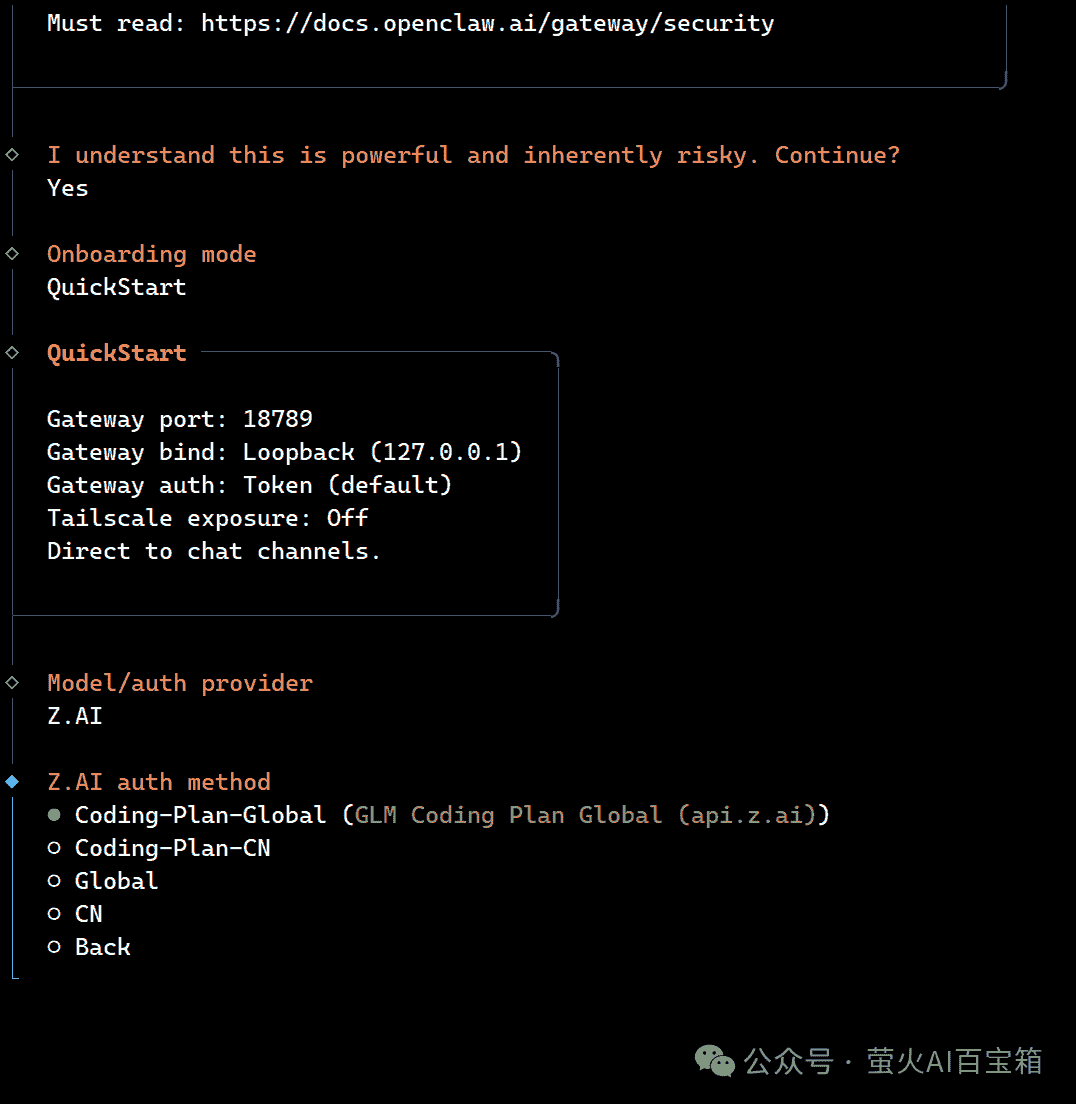 Must read: https://docs.openclaw.ai/gateway/security
I understand this is powerful and inherently risky. Continue?
Yes
Onboarding mode
QuickStart
QuickStart
Gateway port: 18789
Gateway bind: Loopback (127.0.0.1)
Gateway auth: Token (default)
Tailscale exposure: Off
Direct to chat channels.
Model/auth provider
Z.AI
Z.AI auth method
Coding-Plan-Global (GLM Coding Plan Global (api.z.ai))
Coding-Plan-CN
Global
CN
Back
公众号 · 萤火AI百宝箱